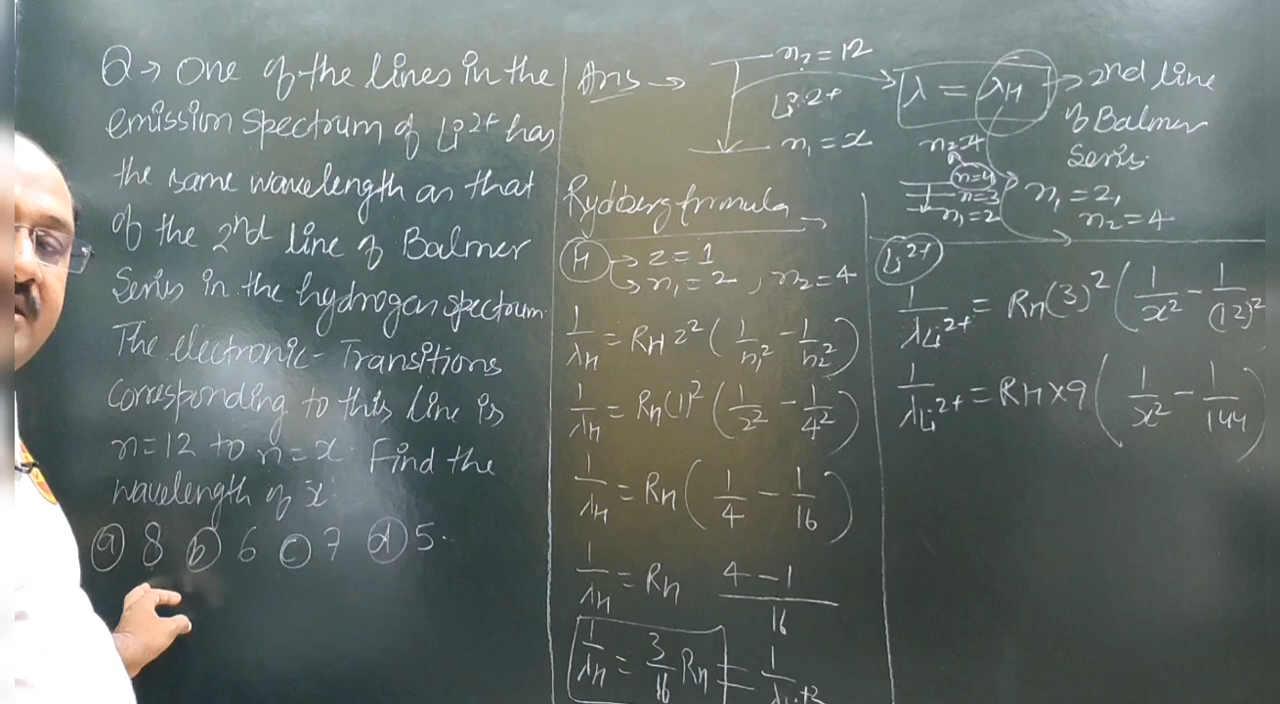 Q → One of the lines in the
emission spectrum of Li²⁺ has
the same wavelength as that
of the 2nd line of Balmer
Series in the hydrogen spectrum.
The electronic-Transitions
Corresponding to this line is
n=12 to n=x. Find the
wavelength of x.
(a) 8 (b) 6 (c) 7 (d) 5.
Ans →
n₂=12
Li²⁺
n₁=x
λ = λH → 2nd line
of Balmer
Series.
n₂=4
n=4
n=3
n₁=2
n₁=2,
n₂=4
Rydberg formula →
H → z=1
→ n₁=2, n₂=4
1/λH = RH z² (1/n₁² − 1/n₂²)
1/λH = RH(1)² (1/2² − 1/4²)
1/λH = RH (1/4 − 1/16)
1/λH = RH (4−1)/16
1/λH = 3/16 RH = 1/λLi+2
Li²⁺
1/λLi²⁺ = RH(3)² (1/x² − 1/(12)²
1/λLi²⁺ = RH×9 (1/x² − 1/144)